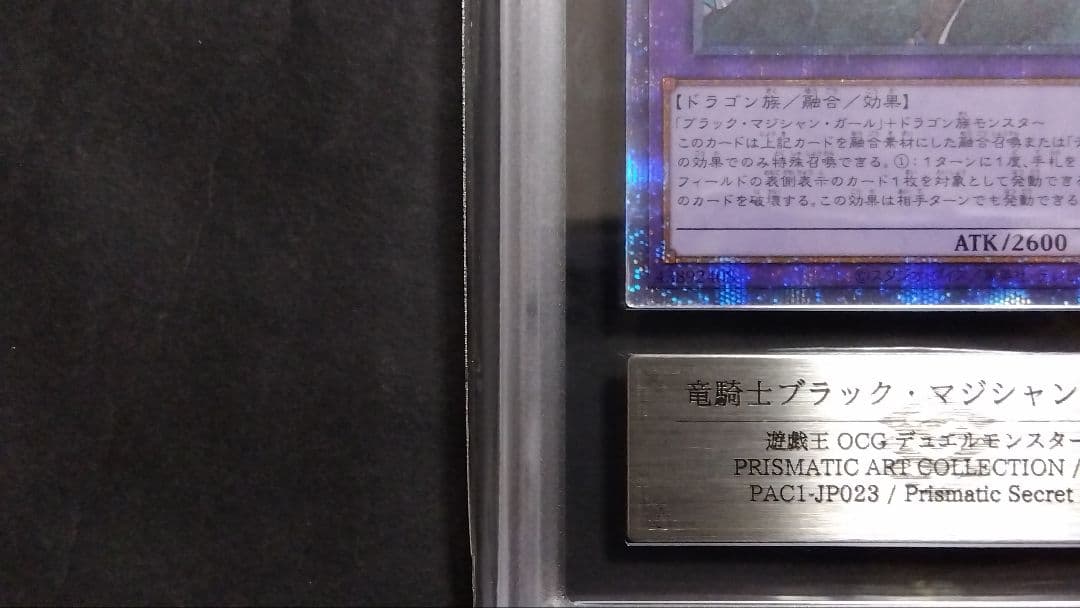 【ドラゴン族／融合／効果】
「ブラック・マジシャン・ガール」+ドラゴン族モンスター
このカードは上記カードを融合素材にした融合召喚または「テ
の効果でのみ特殊召喚できる。①：1ターンに1度、手札を
フィールドの表側表示のカード1枚を対象として発動できる
のカードを破壊する。この効果は相手ターンでも発動できる
ATK/2600
竜騎士ブラック・マジシャン
遊戯王 OCG デュエルモンスター
PRISMATIC ART COLLECTION /
PAC1-JP023 / Prismatic Secret